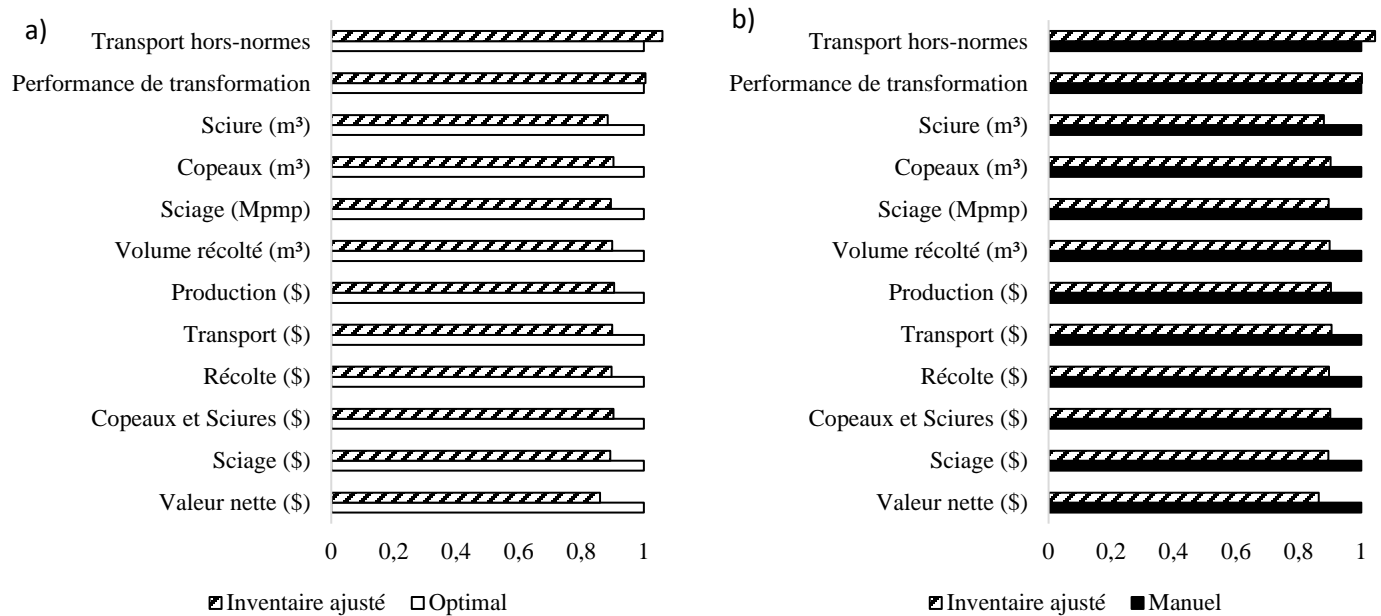 a)
Transport hors-normes
Performance de transformation
Sciure (m³)
Copeaux (m³)
Sciage (Mpmp)
Volume récolté (m³)
Production ($)
Transport ($)
Récolte ($)
Copeaux et Sciures ($)
Sciage ($)
Valeur nette ($)
0 0,2 0,4 0,6 0,8 1
Inventaire ajusté Optimal
b)
Transport hors-normes
Performance de transformation
Sciure (m³)
Copeaux (m³)
Sciage (Mpmp)
Volume récolté (m³)
Production ($)
Transport ($)
Récolte ($)
Copeaux et Sciures ($)
Sciage ($)
Valeur nette ($)
0 0,2 0,4 0,6 0,8 1
Inventaire ajusté Manuel